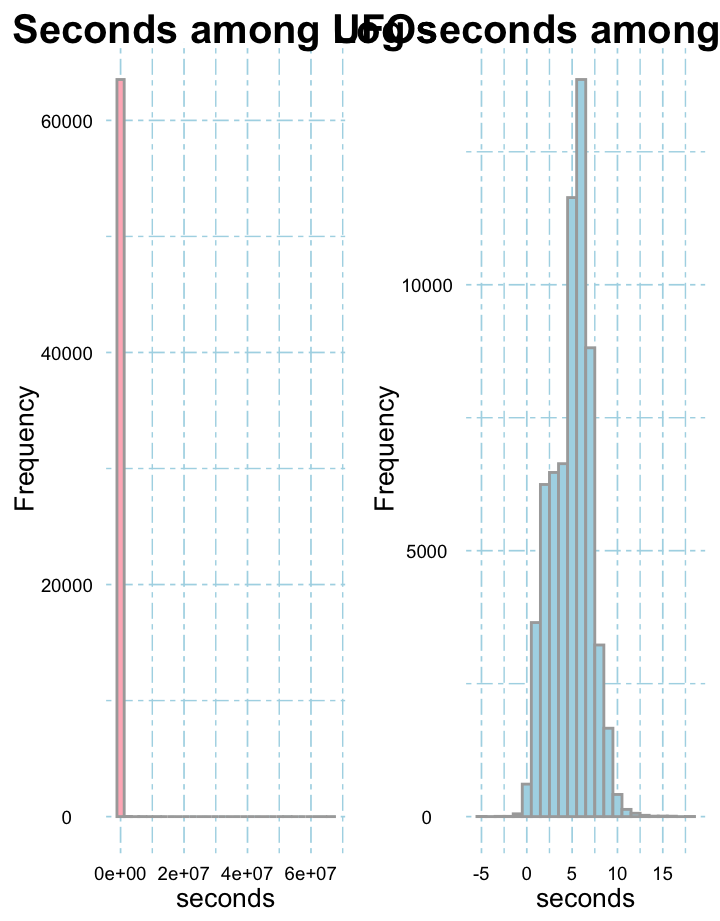 Seconds among UFOs
Log seconds among
Frequency
60000
40000
20000
0
0e+00 2e+07 4e+07 6e+07
seconds
Frequency
10000
5000
0
-5 0 5 10 15
seconds